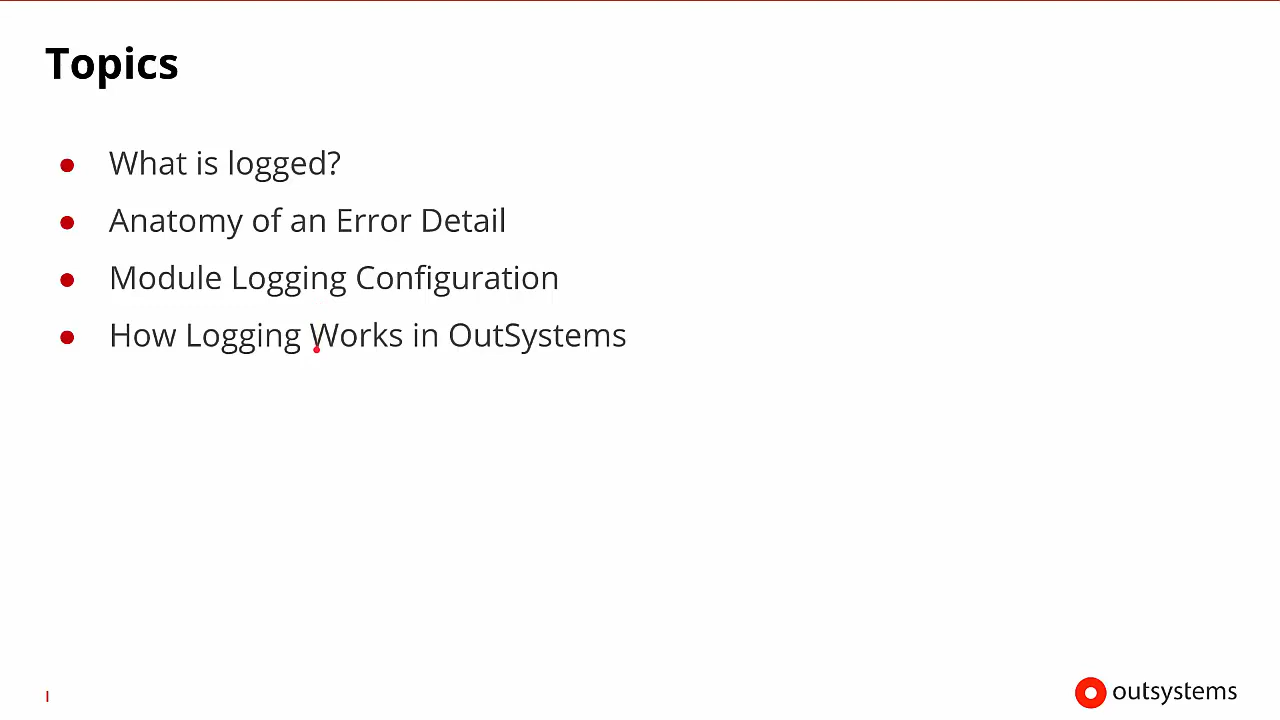 Topics
What is logged?
Anatomy of an Error Detail
Module Logging Configuration
How Logging Works in OutSystems
outsystems